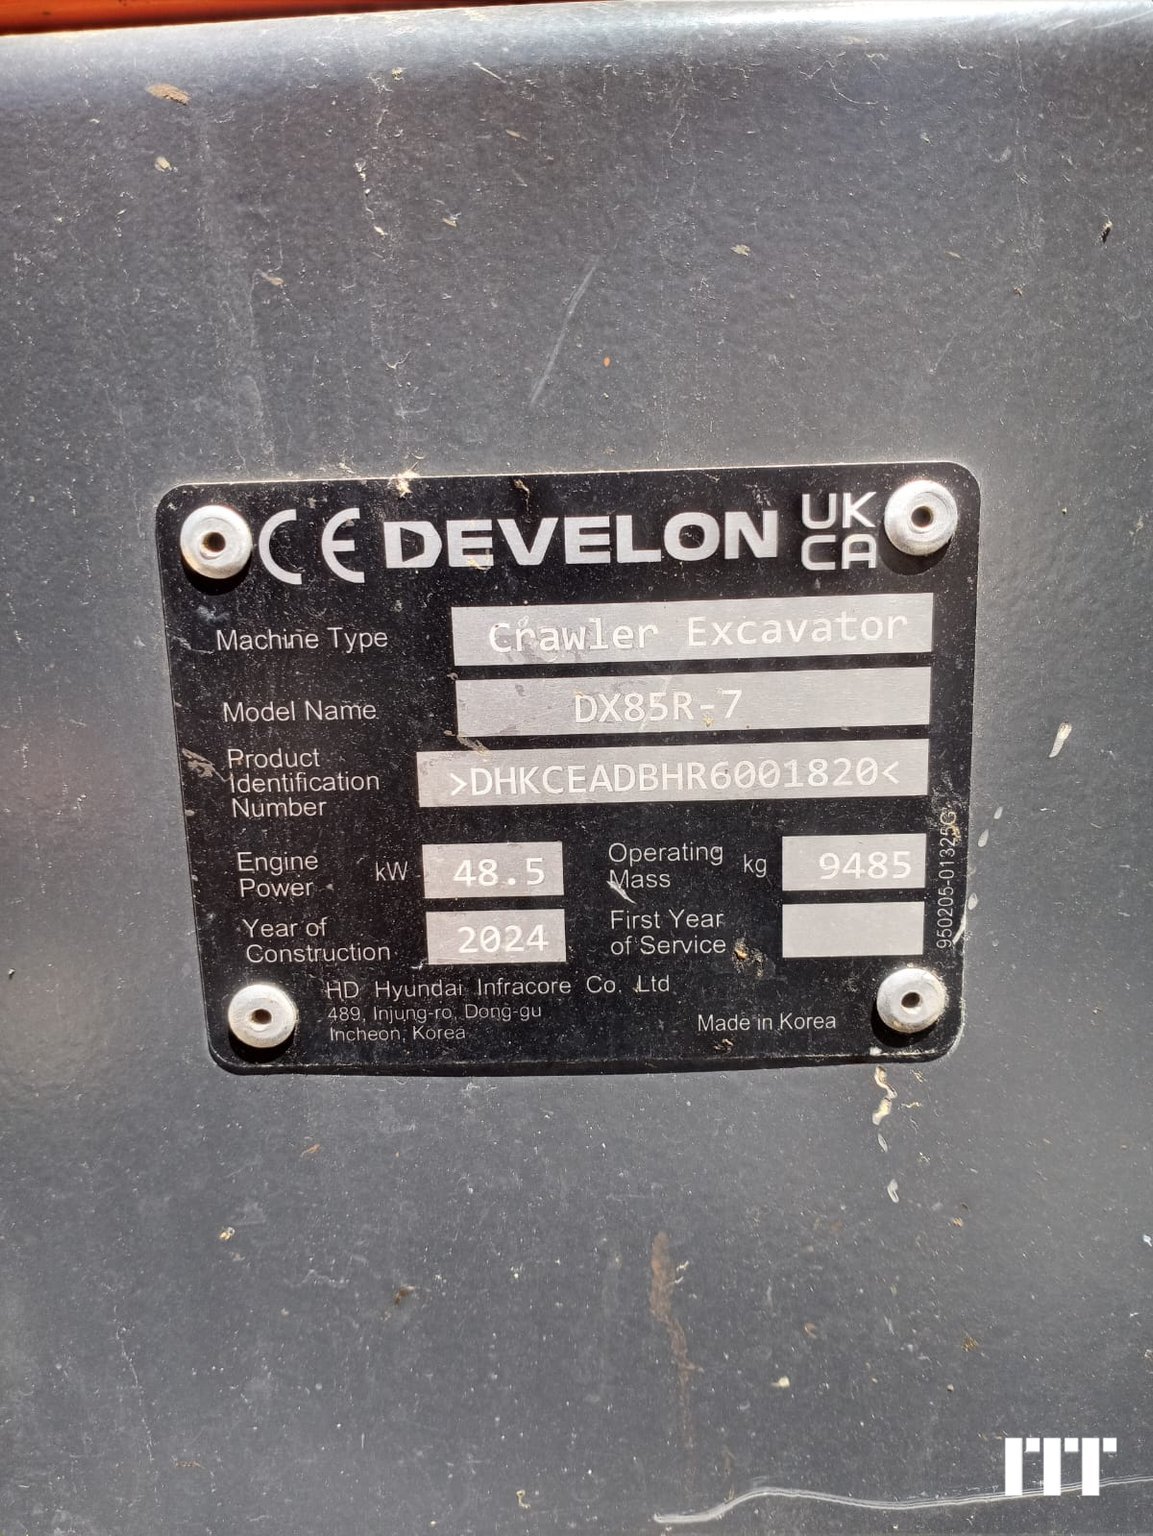 CE DEVELON UK CA
Machine Type Crawler Excavator
Model Name DX85R-7
Product
Identification
Number >DHKCEADBHR6001820<
Engine
Power kW 48.5
Operating
Mass kg 9485
Year of
Construction 2024
First Year
of Service
HD Hyundai Infracore Co. Ltd
489, Injung-ro, Dong-gu
Incheon, Korea
Made in Korea
950205-01325G